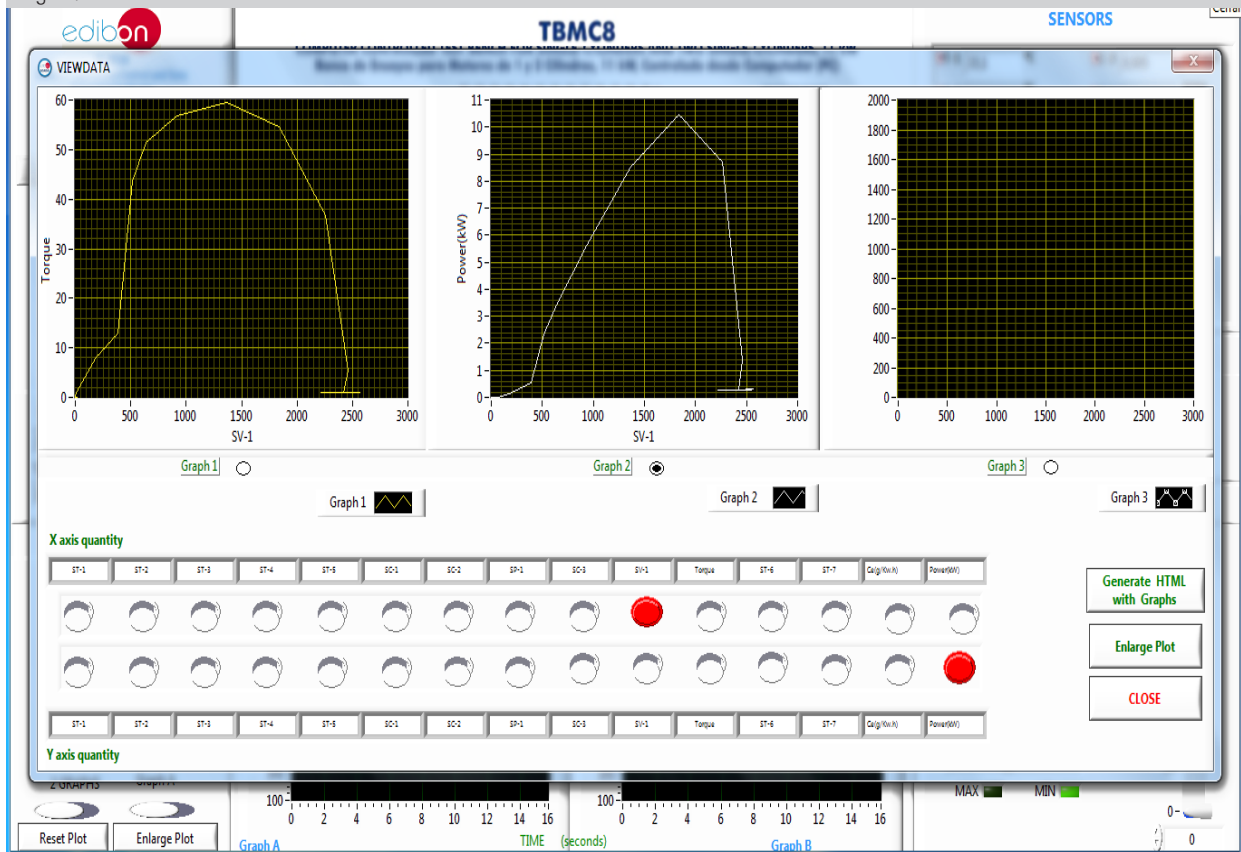 edibon
TBMC8
SENSORS
VIEWDATA
X
60
50
40
30
20
10
0
Torque
0 500 1000 1500 2000 2500 3000
SV-1
11
10
9
8
7
6
5
4
3
2
1
0
Power(kW)
0 500 1000 1500 2000 2500 3000
SV-1
2000
1800
1600
1400
1200
1000
800
600
400
200
0
0 500 1000 1500 2000 2500 3000
Graph 1 Graph 2 Graph 3
Graph 1 Graph 2 Graph 3
X axis quantity
ST-1 ST-2 ST-3 ST-4 ST-5 SC-1 SC-2 SP-1 SC-3 SV-1 Torque ST-6 ST-7 Ce(g/Kw.h) Power(kW)
Generate HTML
with Graphs
Enlarge Plot
CLOSE
ST-1 ST-2 ST-3 ST-4 ST-5 SC-1 SC-2 SP-1 SC-3 SV-1 Torque ST-6 ST-7 Ce(g/Kw.h) Power(kW)
Y axis quantity
2 GRAPHS Graph A
100
0 2 4 6 8 10 12 14 16
100
0 2 4 6 8 10 12 14 16
MAX MIN
0
0
Reset Plot Enlarge Plot
Graph A TIME (seconds) Graph B